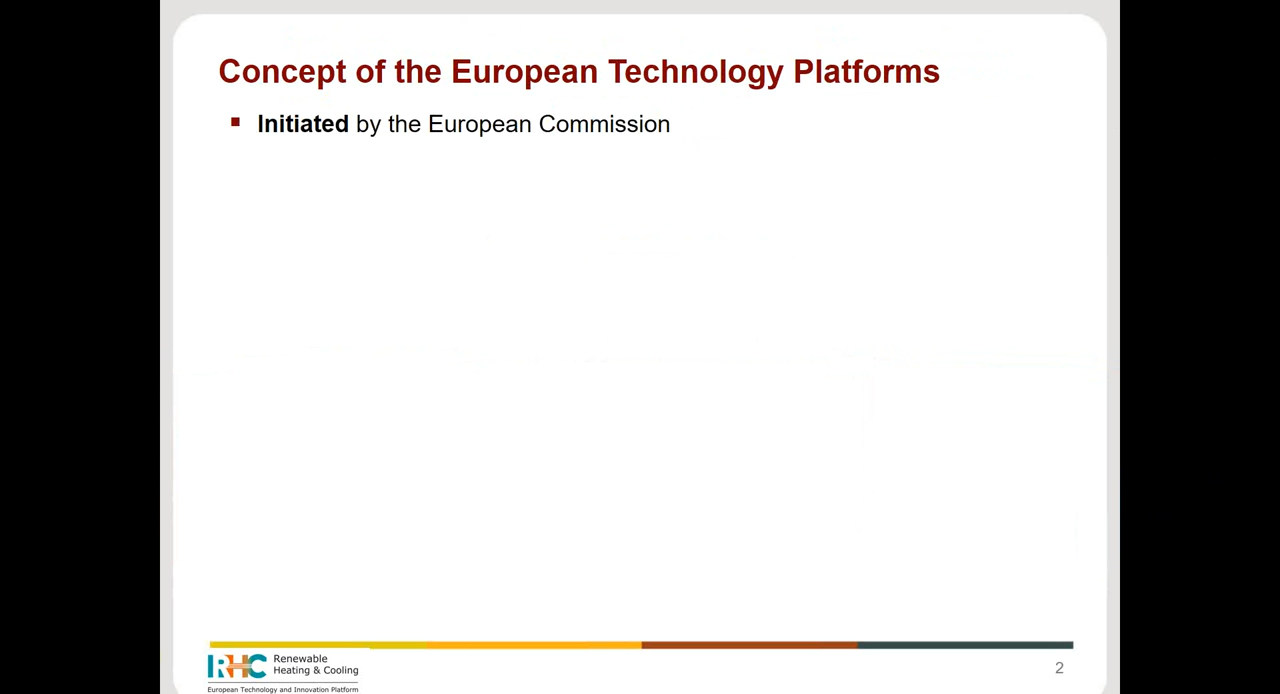 Concept of the European Technology Platforms
▪ Initiated by the European Commission
RHC Renewable
Heating & Cooling
European Technology and Innovation Platform
2